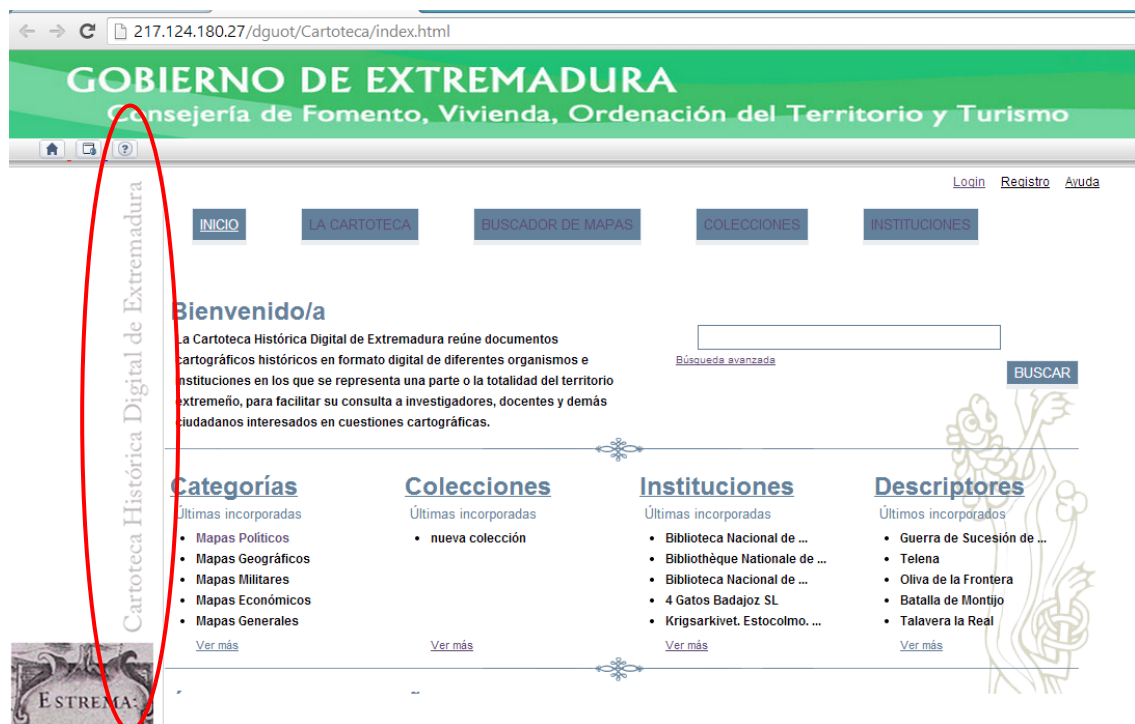 217.124.180.27/dguot/Cartoteca/index.html
GOBIERNO DE EXTREMADURA
Consejería de Fomento, Vivienda, Ordenación del Territorio y Turismo
Login Registro Ayuda
INICIO LA CARTOTECA BUSCADOR DE MAPAS COLECCIONES INSTITUCIONES
Cartoteca Histórica Digital de Extremadura
Bienvenido/a
La Cartoteca Histórica Digital de Extremadura reúne documentos
cartográficos históricos en formato digital de diferentes organismos e
instituciones en los que se representa una parte o la totalidad del territorio
extremeño, para facilitar su consulta a investigadores, docentes y demás
ciudadanos interesados en cuestiones cartográficas.
Búsqueda avanzada
BUSCAR
Categorías
Últimas incorporadas
Mapas Políticos
Mapas Geográficos
Mapas Militares
Mapas Económicos
Mapas Generales
Ver más
Colecciones
Últimas incorporadas
nueva colección
Ver más
Instituciones
Últimas incorporadas
Biblioteca Nacional de ...
Bibliothèque Nationale de ...
Biblioteca Nacional de ...
4 Gatos Badajoz SL
Krigsarkivet. Estocolmo. ...
Ver más
Descriptores
Últimos incorporados
Guerra de Sucesión de ...
Telena
Oliva de la Frontera
Batalla de Montijo
Talavera la Real
Ver más
ESTREMA: